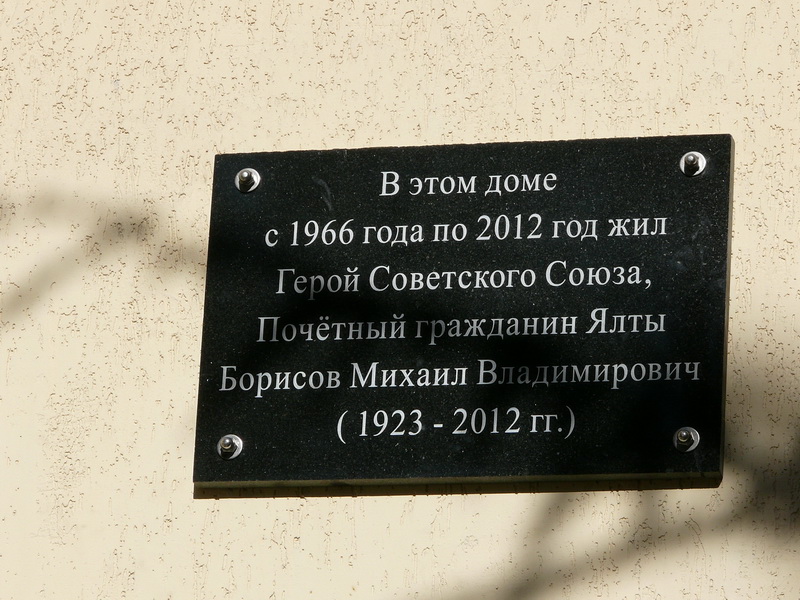 В этом доме
с 1966 года по 2012 год жил
Герой Советского Союза,
Почётный гражданин Ялты
Борисов Михаил Владимирович
( 1923 - 2012 гг.)